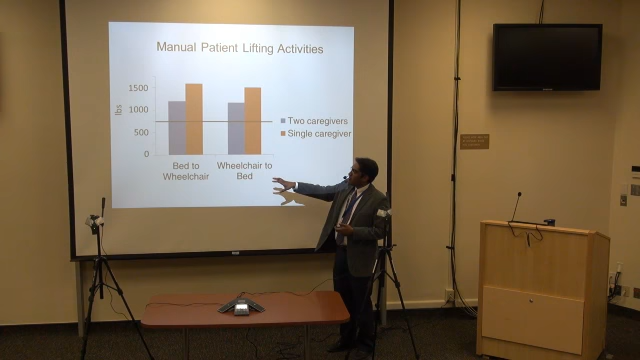 Manual Patient Lifting Activities
1500
1000
500
0
lbs
Two caregivers
Single caregiver
Bed to
Wheelchair
Wheelchair to
Bed